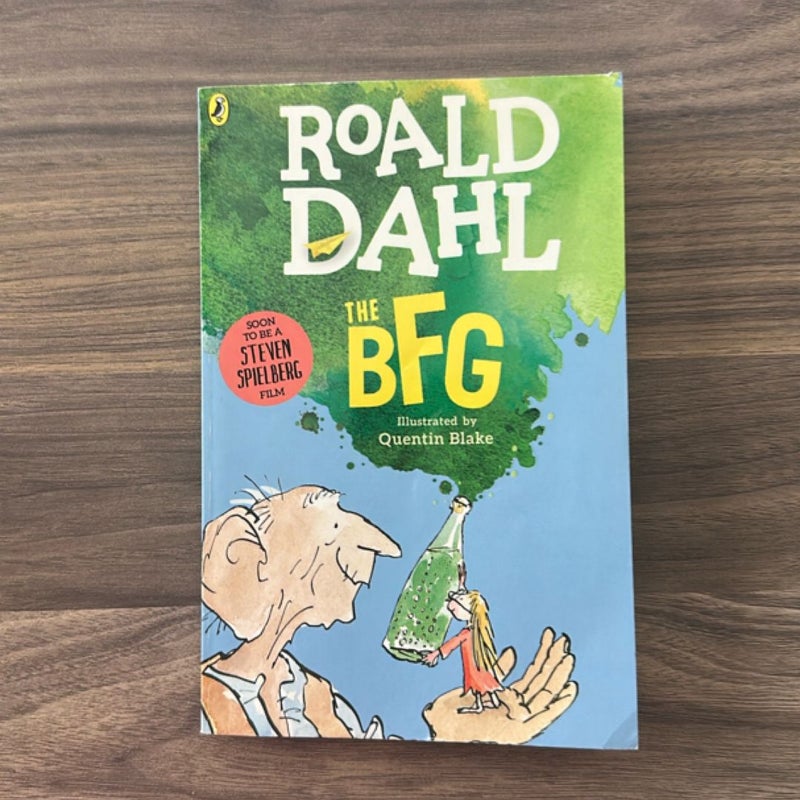 ROALD
DAHL
THE
BFG
SOON
TO BE A
STEVEN
SPIELBERG
FILM
Illustrated by
Quentin Blake